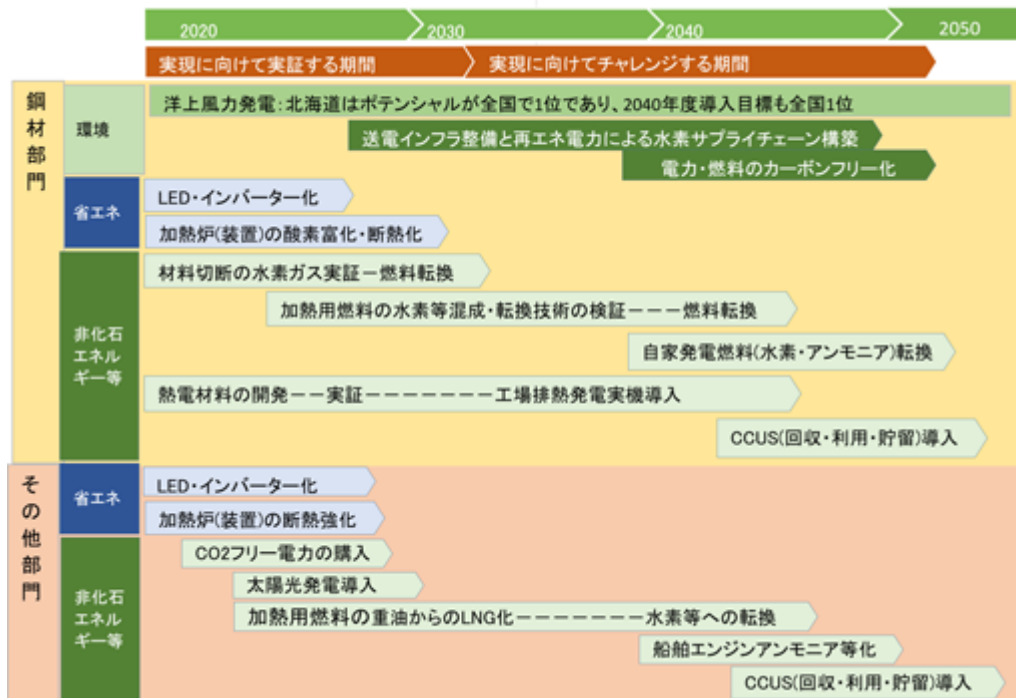 2020
2030
2040
2050
実現に向けて実証する期間
実現に向けてチャレンジする期間
鋼材部門
環境
洋上風力発電:北海道はポテンシャルが全国で1位であり、2040年度導入目標も全国1位
送電インフラ整備と再エネ電力による水素サプライチェーン構築
電力・燃料のカーボンフリー化
省エネ
LED・インバーター化
加熱炉(装置)の酸素富化・断熱化
非化石
エネル
ギー等
材料切断の水素ガス実証ー燃料転換
加熱用燃料の水素等混成・転換技術の検証ーーー燃料転換
自家発電燃料(水素・アンモニア)転換
熱電材料の開発ーー実証ーーーーーーー工場排熱発電実機導入
CCUS(回収・利用・貯留)導入
その他部門
省エネ
LED・インバーター化
加熱炉(装置)の断熱強化
非化石
エネル
ギー等
CO2フリー電力の購入
太陽光発電導入
加熱用燃料の重油からのLNG化ーーーーーーー水素等への転換
船舶エンジンアンモニア等化
CCUS(回収・利用・貯留)導入